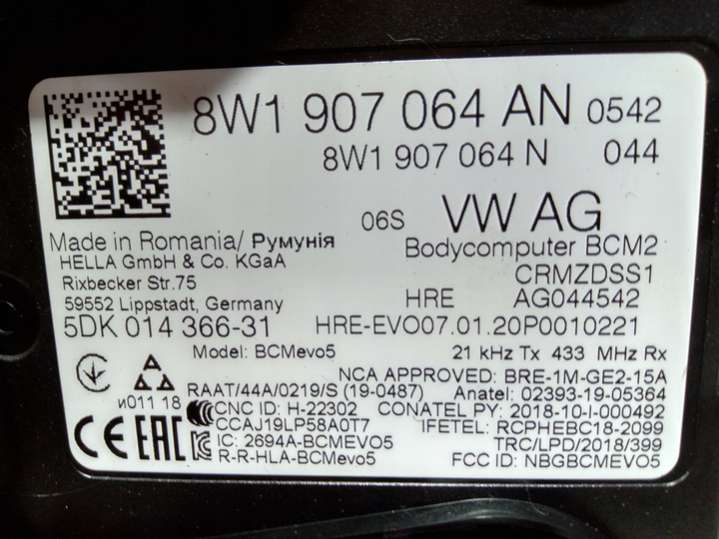 8W1 907 064 AN 0542
8W1 907 064 N 044
06S VW AG
Made in Romania/ Румунія
Bodycomputer BCM2
HELLA GmbH & Co. KGaA
CRMZDSS1
Rixbecker Str.75
HRE AG044542
59552 Lippstadt, Germany
5DK 014 366-31 HRE-EVO07.01.20P0010221
Model: BCMevo5 21 kHz Tx 433 MHz Rx
NCA APPROVED: BRE-1M-GE2-15A
RAAT/44A/0219/S (19-0487) Anatel: 02393-19-05364
и011 18
CNC ID: H-22302 CONATEL PY: 2018-10-I-000492
CCAJ19LP58A0T7 IFETEL: RCPHEBC18-2099
CE EAC
IC: 2694A-BCMEVO5 TRC/LPD/2018/399
R-R-HLA-BCMevo5 FCC ID: NBGBCMEVO5